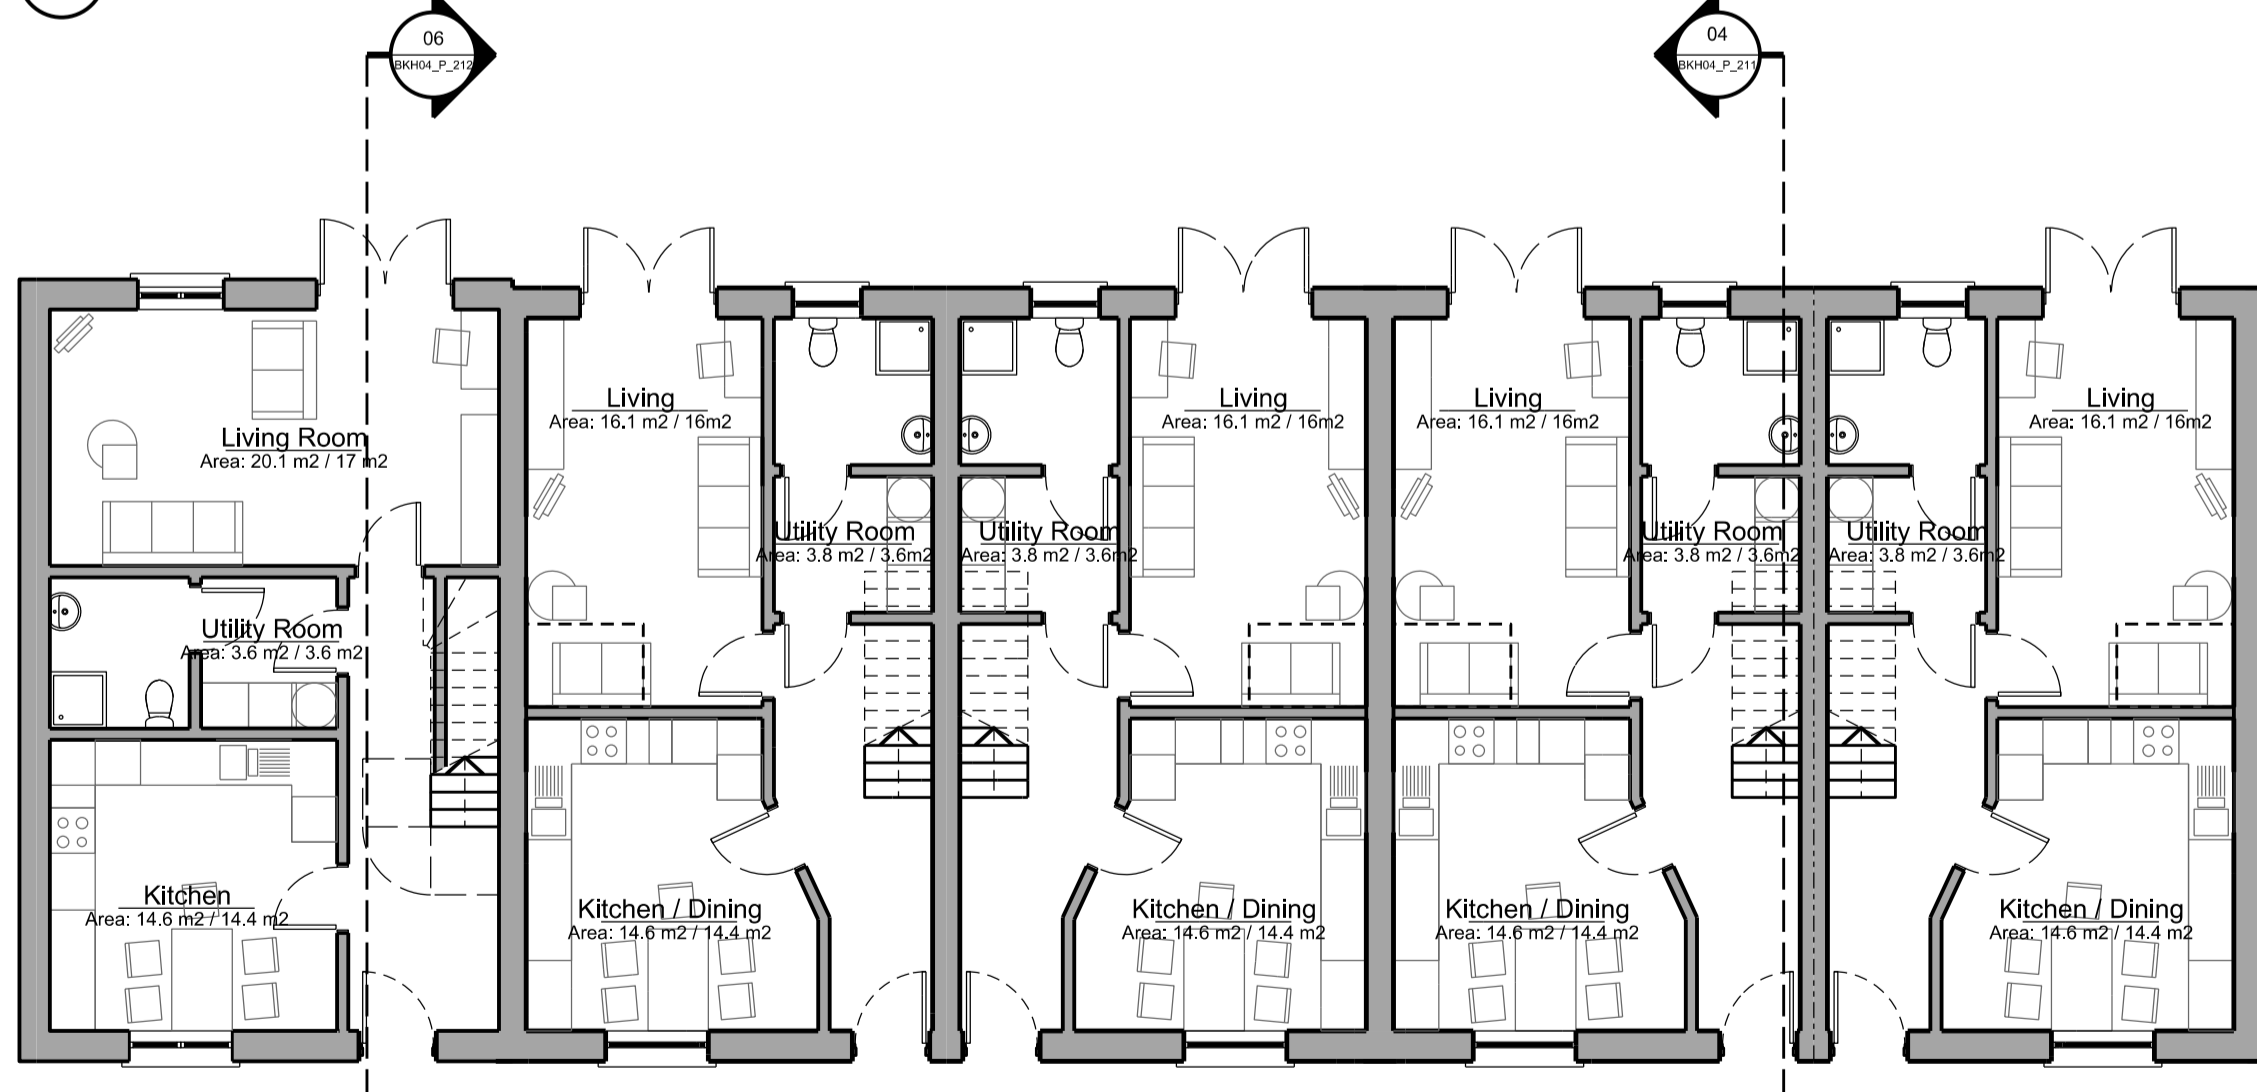 06
BKH04_P_212
04
BKH04_P_211
Living Room
Area: 20.1 m2 / 17 m2
Living
Area: 16.1 m2 / 16m2
Living
Area: 16.1 m2 / 16m2
Living
Area: 16.1 m2 / 16m2
Living
Area: 16.1 m2 / 16m2
Utility Room
Area: 3.8 m2 / 3.6m2
Utility Room
Area: 3.8 m2 / 3.6m2
Utility Room
Area: 3.8 m2 / 3.6m2
Utility Room
Area: 3.8 m2 / 3.6m2
Utility Room
Area: 3.6 m2 / 3.6 m2
Kitchen
Area: 14.6 m2 / 14.4 m2
Kitchen / Dining
Area: 14.6 m2 / 14.4 m2
Kitchen / Dining
Area: 14.6 m2 / 14.4 m2
Kitchen / Dining
Area: 14.6 m2 / 14.4 m2
Kitchen / Dining
Area: 14.6 m2 / 14.4 m2